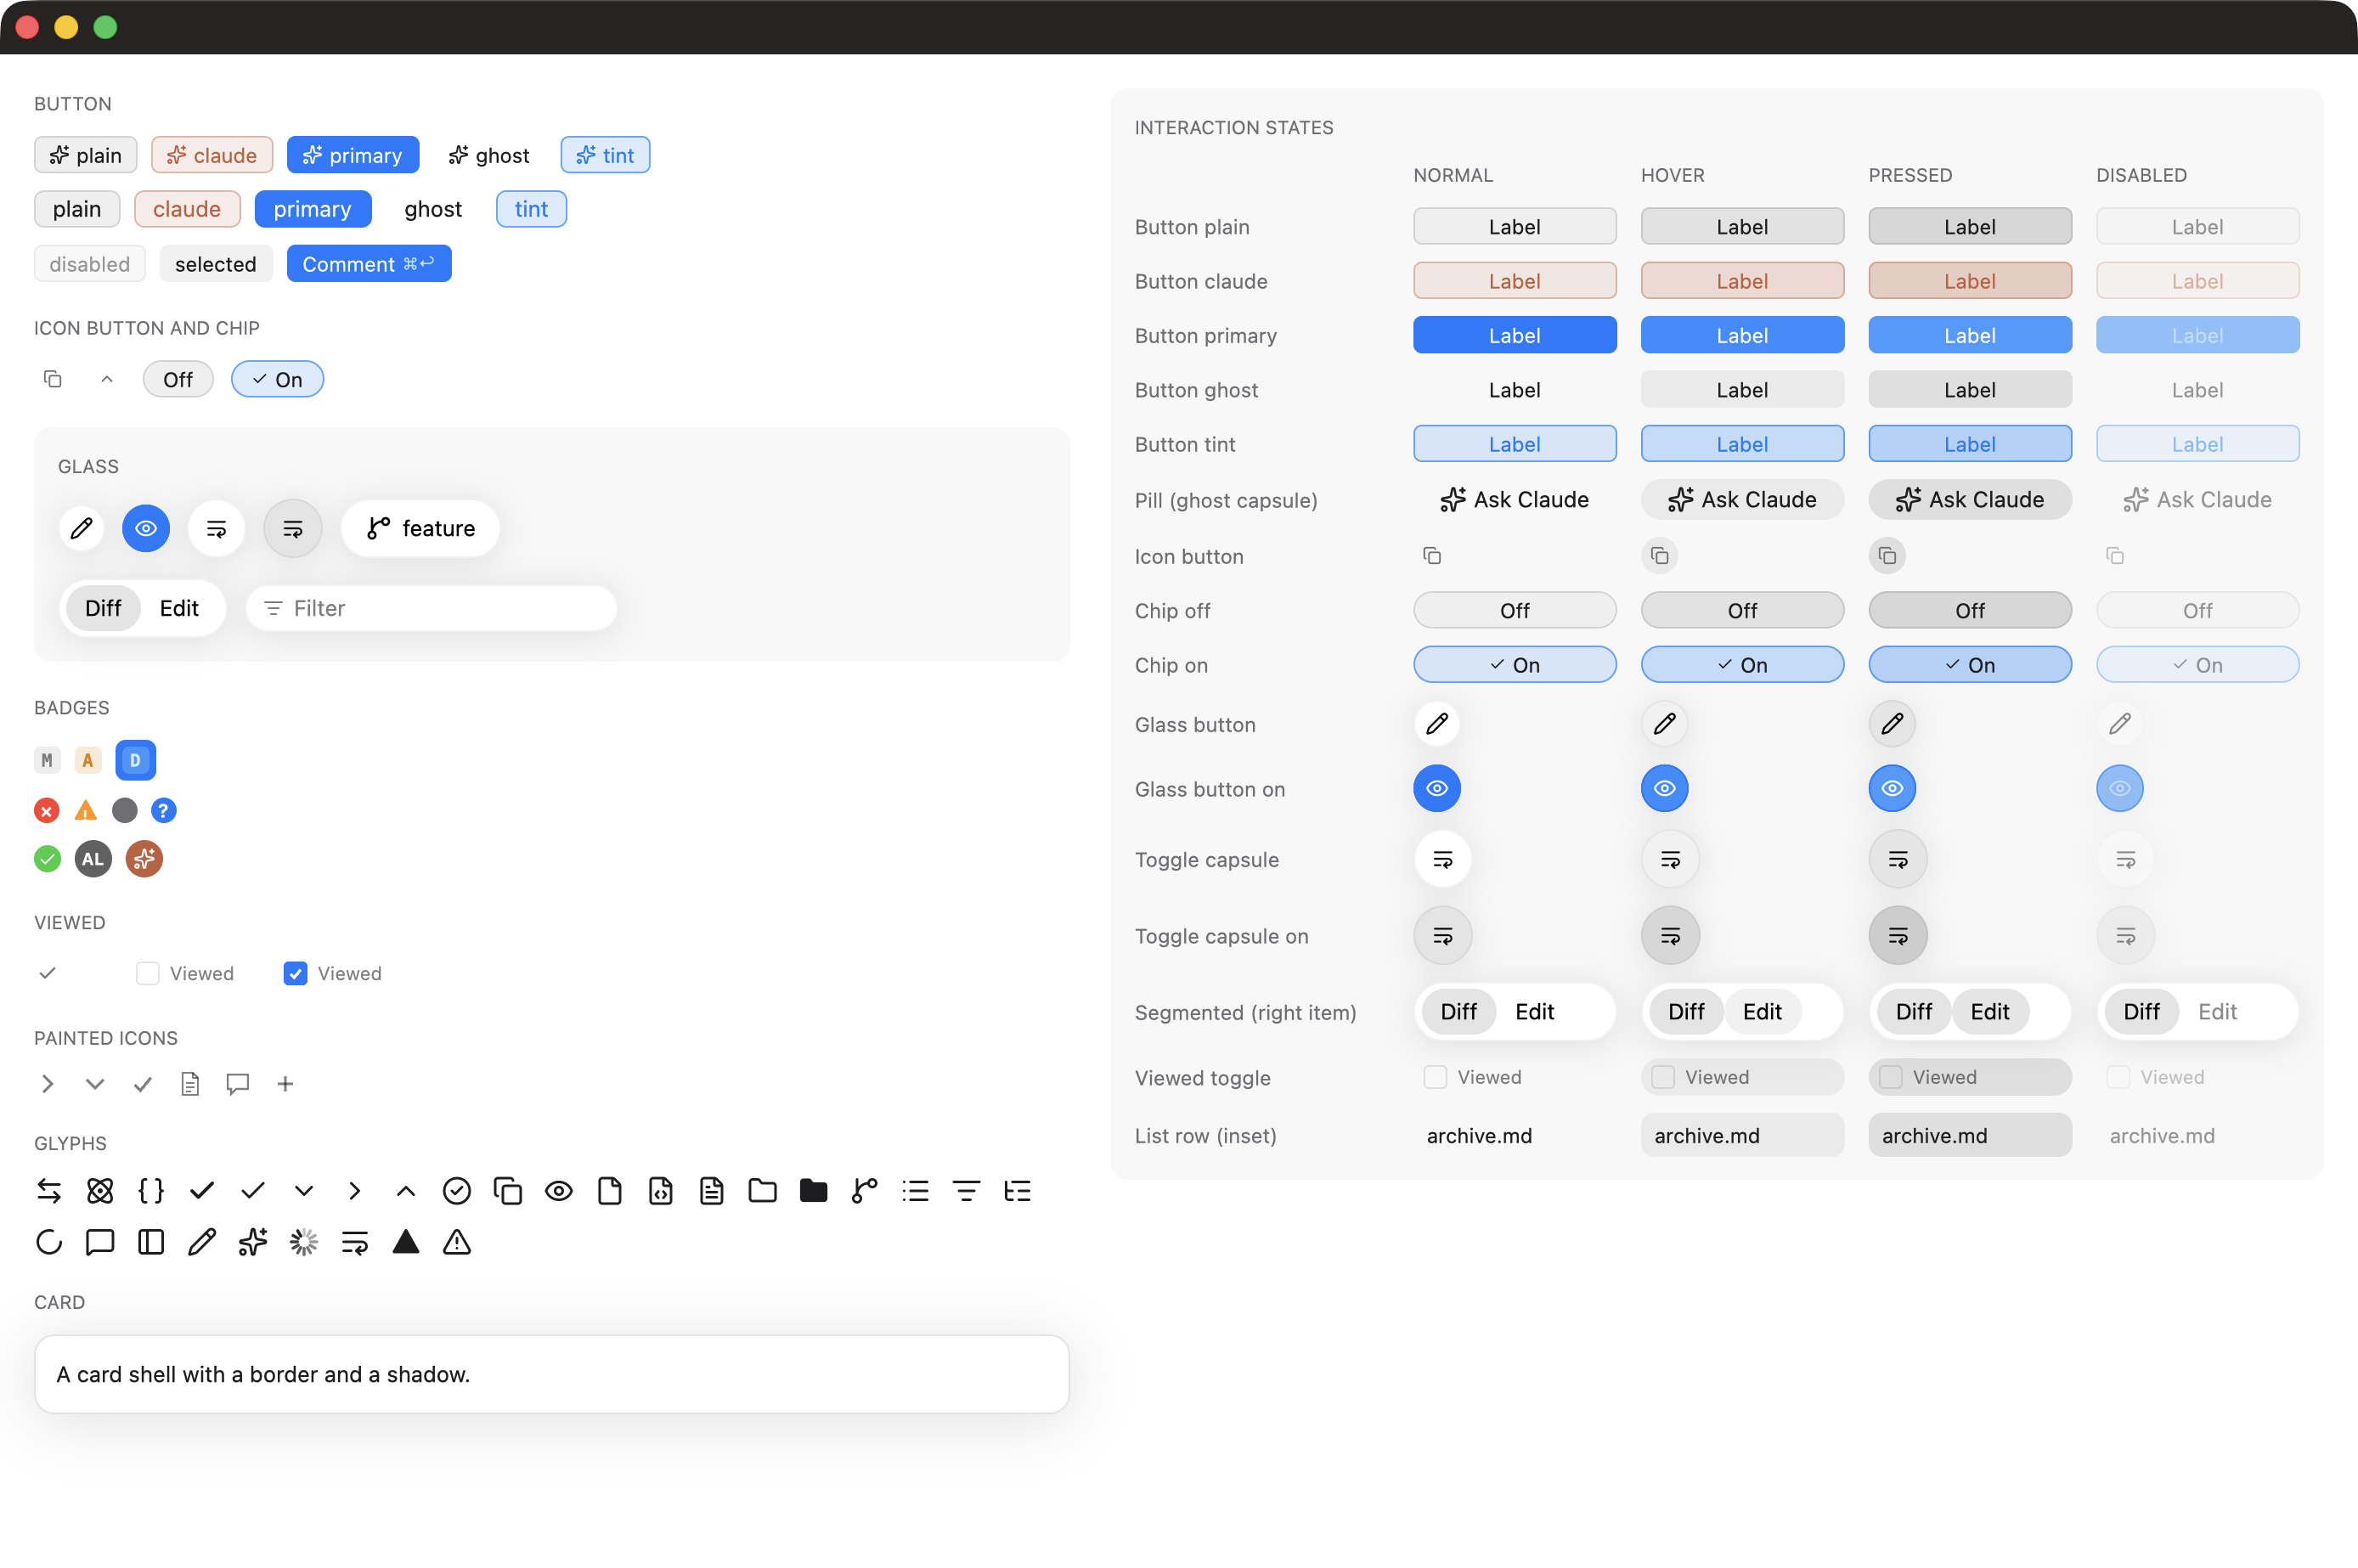 BUTTON
plain claude primary ghost tint
plain claude primary ghost tint
disabled selected Comment ⌘↩
ICON BUTTON AND CHIP
Off On
GLASS
feature
Diff Edit Filter
BADGES
M A D
?
AL
VIEWED
Viewed Viewed
PAINTED ICONS
GLYPHS
CARD
A card shell with a border and a shadow.
INTERACTION STATES
NORMAL HOVER PRESSED DISABLED
Button plain Label Label Label Label
Button claude Label Label Label Label
Button primary Label Label Label Label
Button ghost Label Label Label Label
Button tint Label Label Label Label
Pill (ghost capsule) Ask Claude Ask Claude Ask Claude Ask Claude
Icon button
Chip off Off Off Off Off
Chip on On On On On
Glass button
Glass button on
Toggle capsule
Toggle capsule on
Segmented (right item) Diff Edit Diff Edit Diff Edit Diff Edit
Viewed toggle Viewed Viewed Viewed Viewed
List row (inset) archive.md archive.md archive.md archive.md